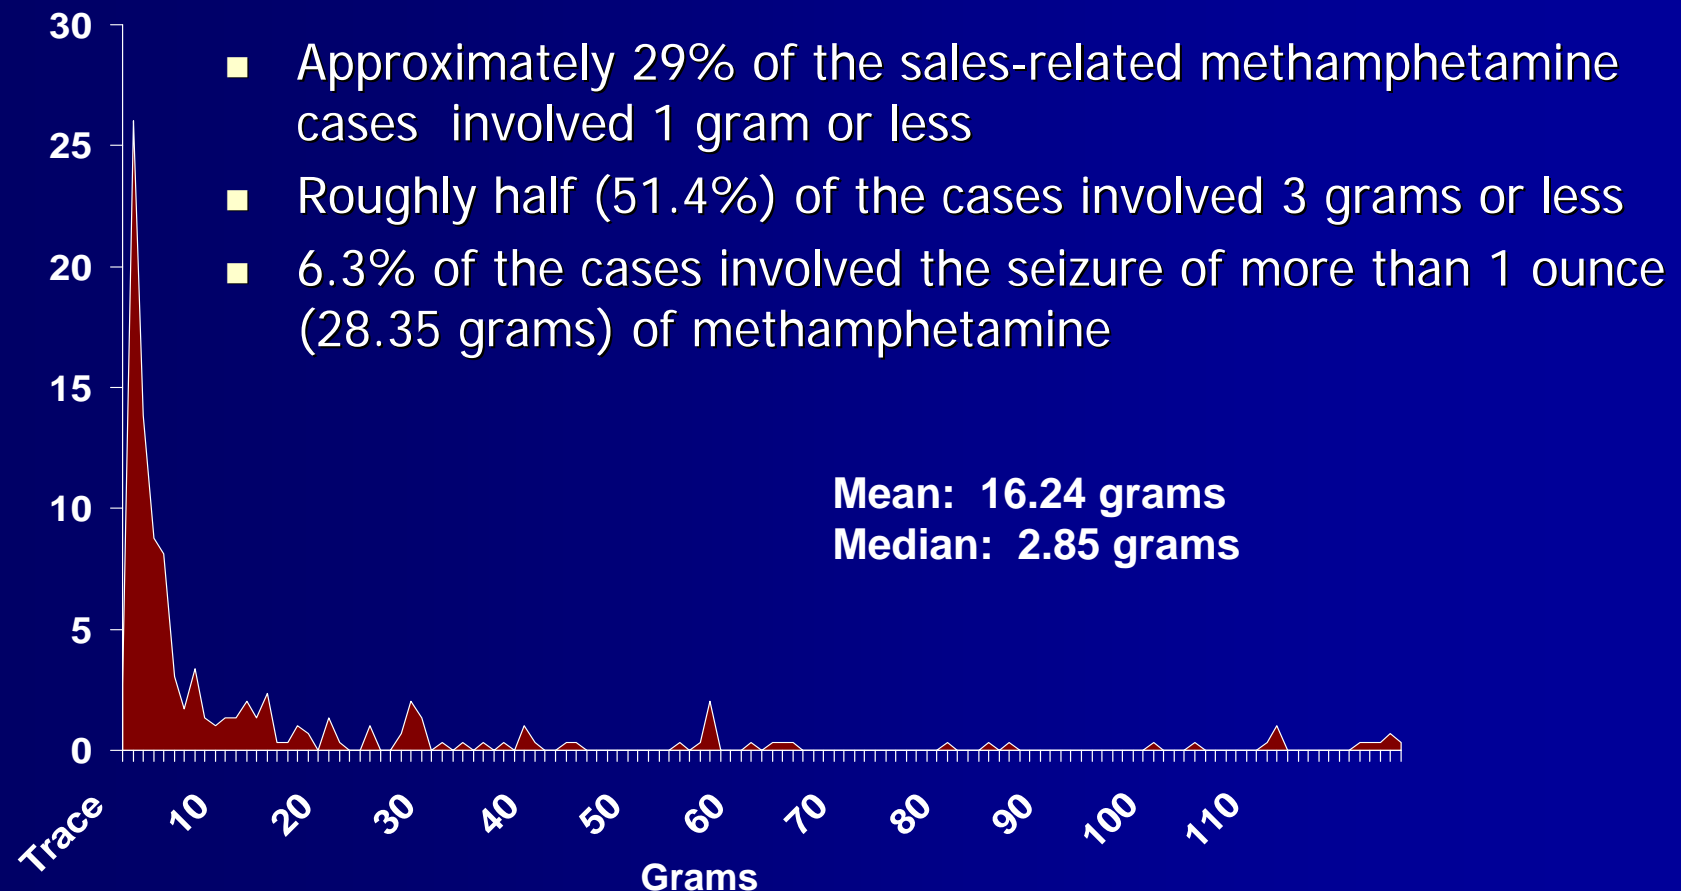 30
25
20
15
10
5
0
■ Approximately 29% of the sales-related methamphetamine
cases involved 1 gram or less
■ Roughly half (51.4%) of the cases involved 3 grams or less
■ 6.3% of the cases involved the seizure of more than 1 ounce
(28.35 grams) of methamphetamine
Mean: 16.24 grams
Median: 2.85 grams
Trace 10 20 30 40 50 60 70 80 90 100 110
Grams